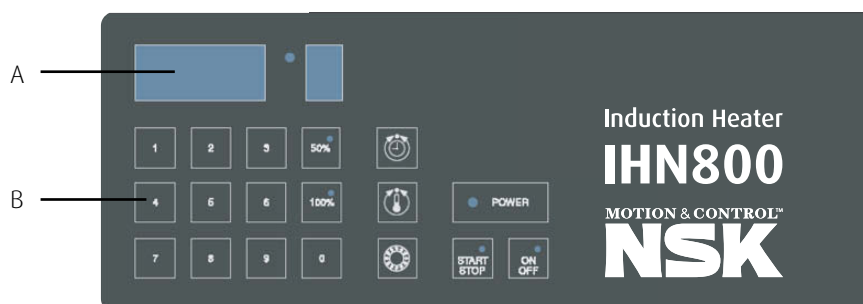 A
Induction Heater
1 2 3 50%
IHN800
B
4 5 6 100%
POWER
MOTION & CONTROL™
NSK
7 8 9 0
START
STOP
ON
OFF